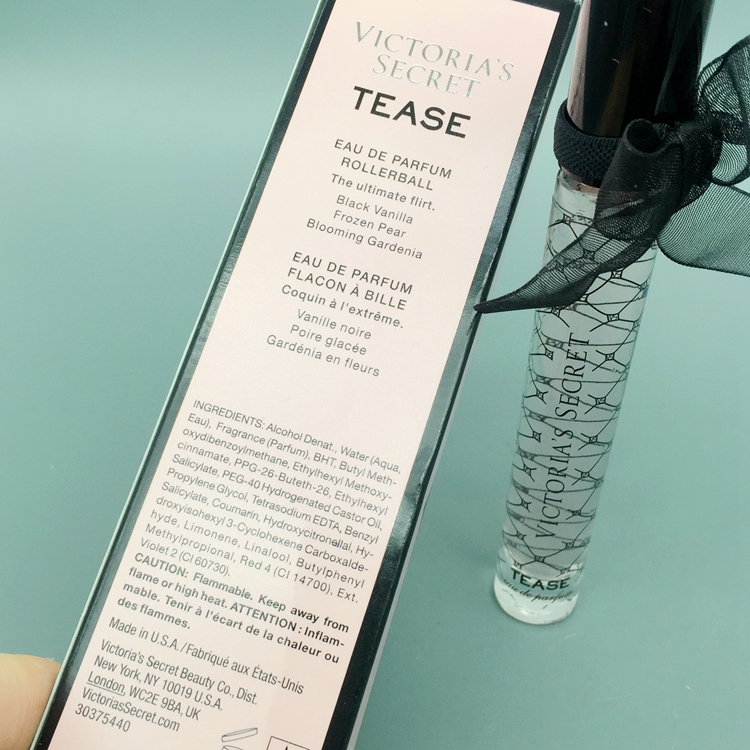 VICTORIA'S
SECRET
TEASE
EAU DE PARFUM
ROLLERBALL
The ultimate flirt.
Black Vanilla
Frozen Pear
Blooming Gardenia
EAU DE PARFUM
FLACON À BILLE
Coquin à l'extrême.
Vanille noire
Poire glacée
Gardénia en fleurs
INGREDIENTS: Alcohol Denat., Water (Aqua,
Eau), Fragrance (Parfum), BHT, Butyl Meth-
oxydibenzoylmethane, Ethylhexyl Methoxy-
cinnamate, PPG-26-Buteth-26, Ethylhexyl
Salicylate, PEG-40 Hydrogenated Castor Oil,
Propylene Glycol, Tetrasodium EDTA, Benzyl
Salicylate, Coumarin, Hydroxycitronellal, Hy-
droxyisohexyl 3-Cyclohexene Carboxalde-
hyde, Limonene, Linalool, Butylphenyl
Methylpropional, Red 4 (CI 14700), Ext.
Violet 2 (CI 60730).
CAUTION: Flammable. Keep away from
flame or high heat. ATTENTION : Inflam-
mable. Tenir à l'écart de la chaleur ou
des flammes.
Made in U.S.A./Fabriqué aux États-Unis
Victoria's Secret Beauty Co., Dist.
New York, NY 10019 U.S.A.
London, WC2E 9BA, UK
VictoriasSecret.com
30375440
VICTORIA'S SECRET
TEASE
eau de parfum